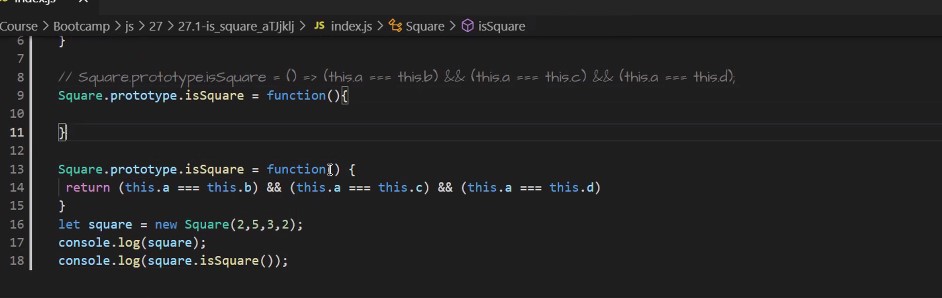 index.js
Course > Bootcamp > js > 27 > 27.1-is_square_aTJjklj > JS index.js > Square > isSquare
6 }
7
8 // Square.prototype.isSquare = () => (this.a === this.b) && (this.a === this.c) && (this.a === this.d);
9 Square.prototype.isSquare = function(){
10
11 }
12
13 Square.prototype.isSquare = function() {
14 return (this.a === this.b) && (this.a === this.c) && (this.a === this.d)
15 }
16 let square = new Square(2,5,3,2);
17 console.log(square);
18 console.log(square.isSquare());